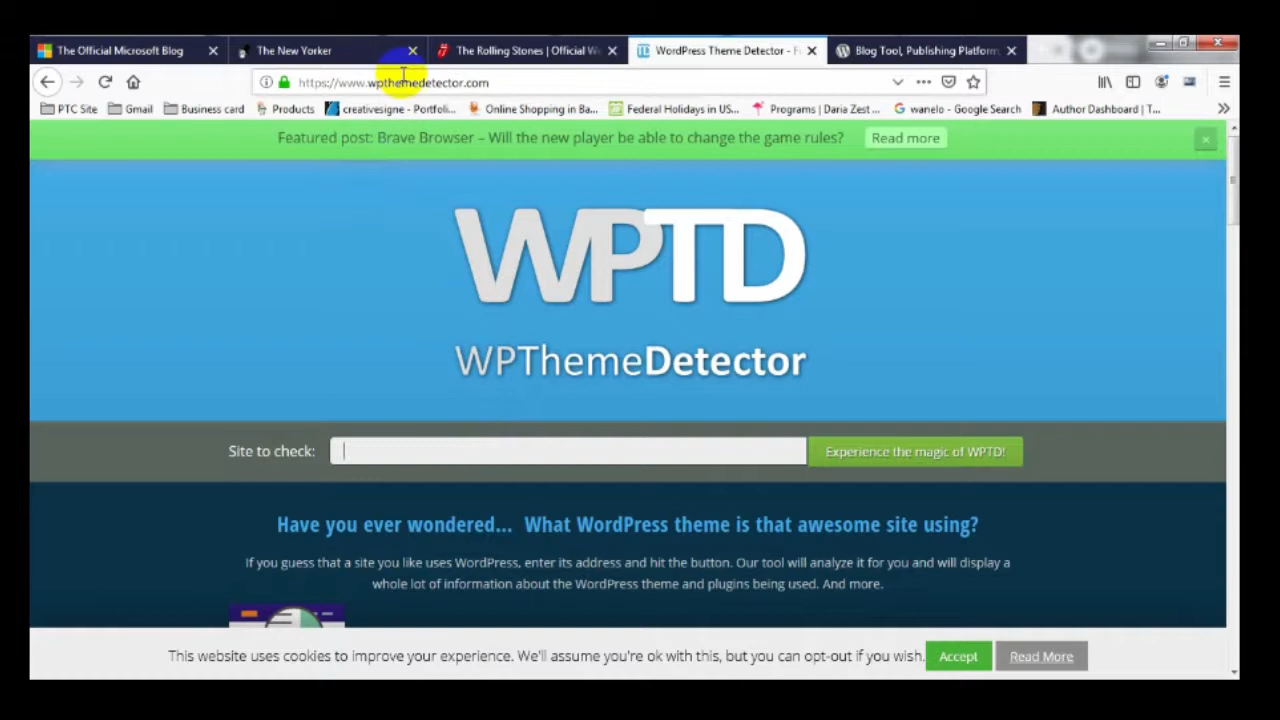 The Official Microsoft Blog
The New Yorker
The Rolling Stones | Official W
WordPress Theme Detector - F
Blog Tool, Publishing Platform,
https://www.wpthemedetector.com
PTC Site
Gmail
Business card
Products
creativesigne - Portfoli...
Online Shopping in Ba...
Federal Holidays in US...
Programs | Daria Zest ...
wanelo - Google Search
Author Dashboard | T...
Featured post: Brave Browser – Will the new player be able to change the game rules?
Read more
WPTD
WPThemeDetector
Site to check:
Experience the magic of WPTD!
Have you ever wondered... What WordPress theme is that awesome site using?
If you guess that a site you like uses WordPress, enter its address and hit the button. Our tool will analyze it for you and will display a
whole lot of information about the WordPress theme and plugins being used. And more.
This website uses cookies to improve your experience. We'll assume you're ok with this, but you can opt-out if you wish.
Accept
Read More